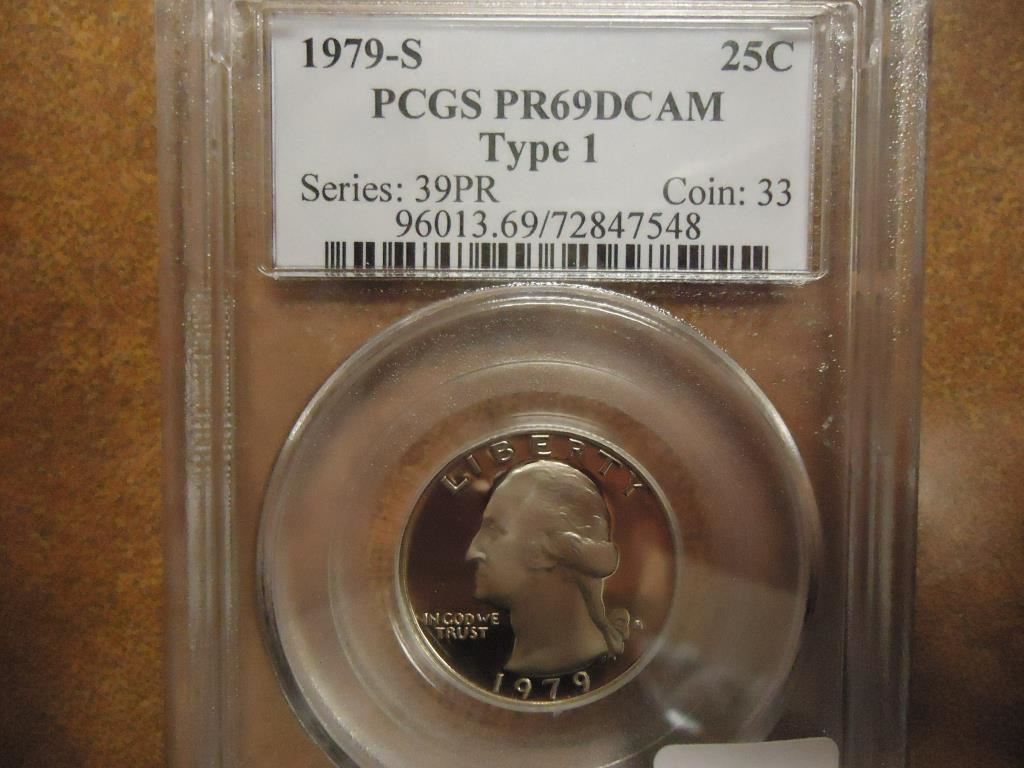 1979-S 25C
PCGS PR69DCAM
Type 1
Series: 39PR Coin: 33
96013.69/72847548
LIBERTY
IN GOD WE
TRUST
1979